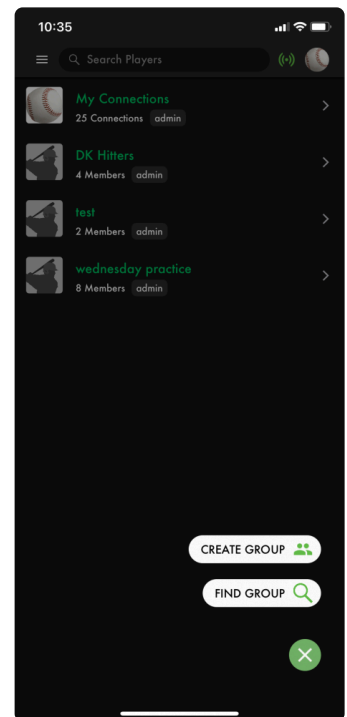 10:35
Search Players
My Connections
25 Connections admin
DK Hitters
4 Members admin
test
2 Members admin
wednesday practice
8 Members admin
CREATE GROUP
FIND GROUP